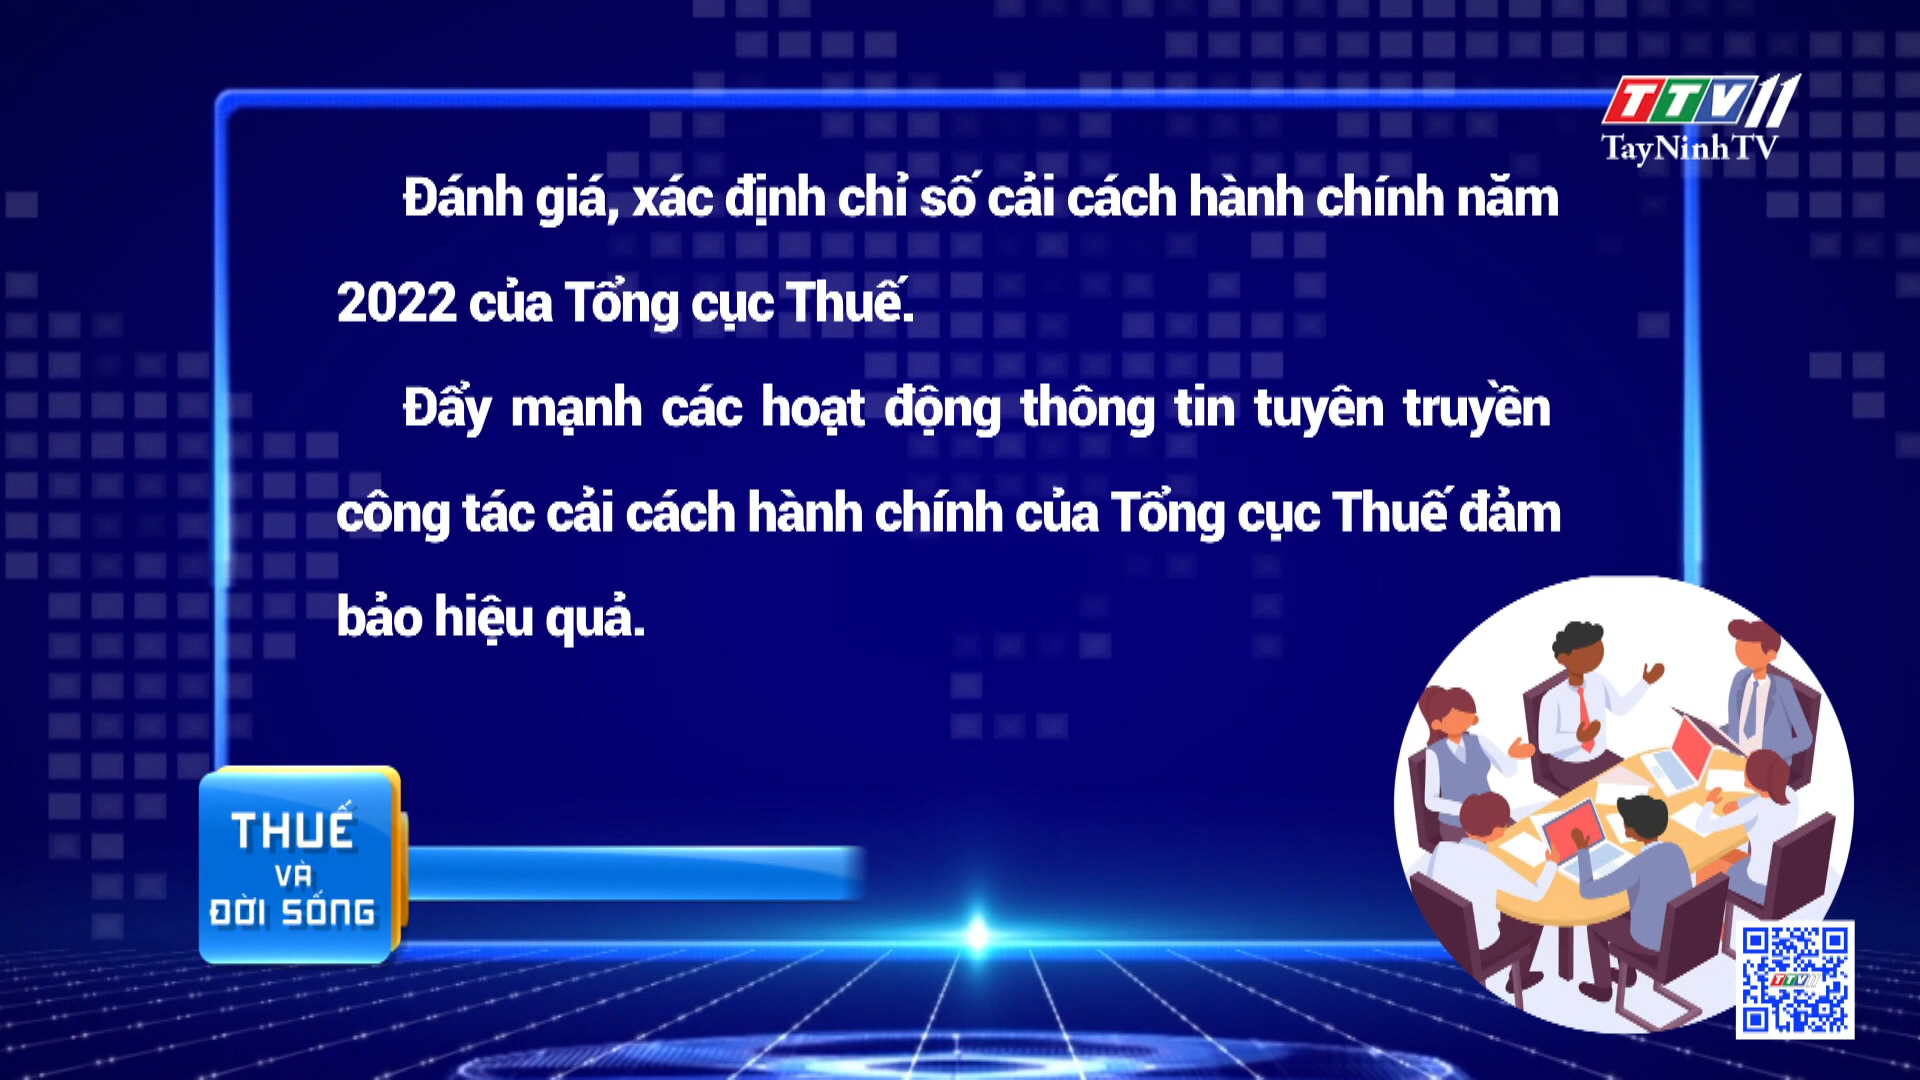 TTV11
TayNinhTV
Đánh giá, xác định chỉ số cải cách hành chính năm
2022 của Tổng cục Thuế.
Đẩy mạnh các hoạt động thông tin tuyên truyền
công tác cải cách hành chính của Tổng cục Thuế đảm
bảo hiệu quả.
THUẾ
VÀ
ĐỜI SỐNG
TTV11